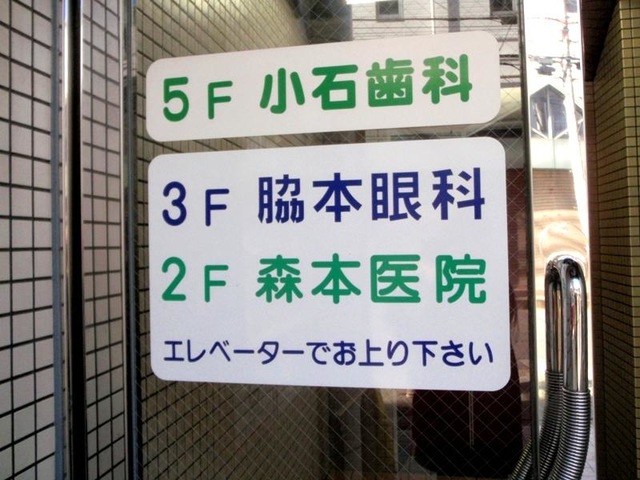 5F 小石歯科
3F 脇本眼科
2F 森本医院
エレベーターでお上り下さい